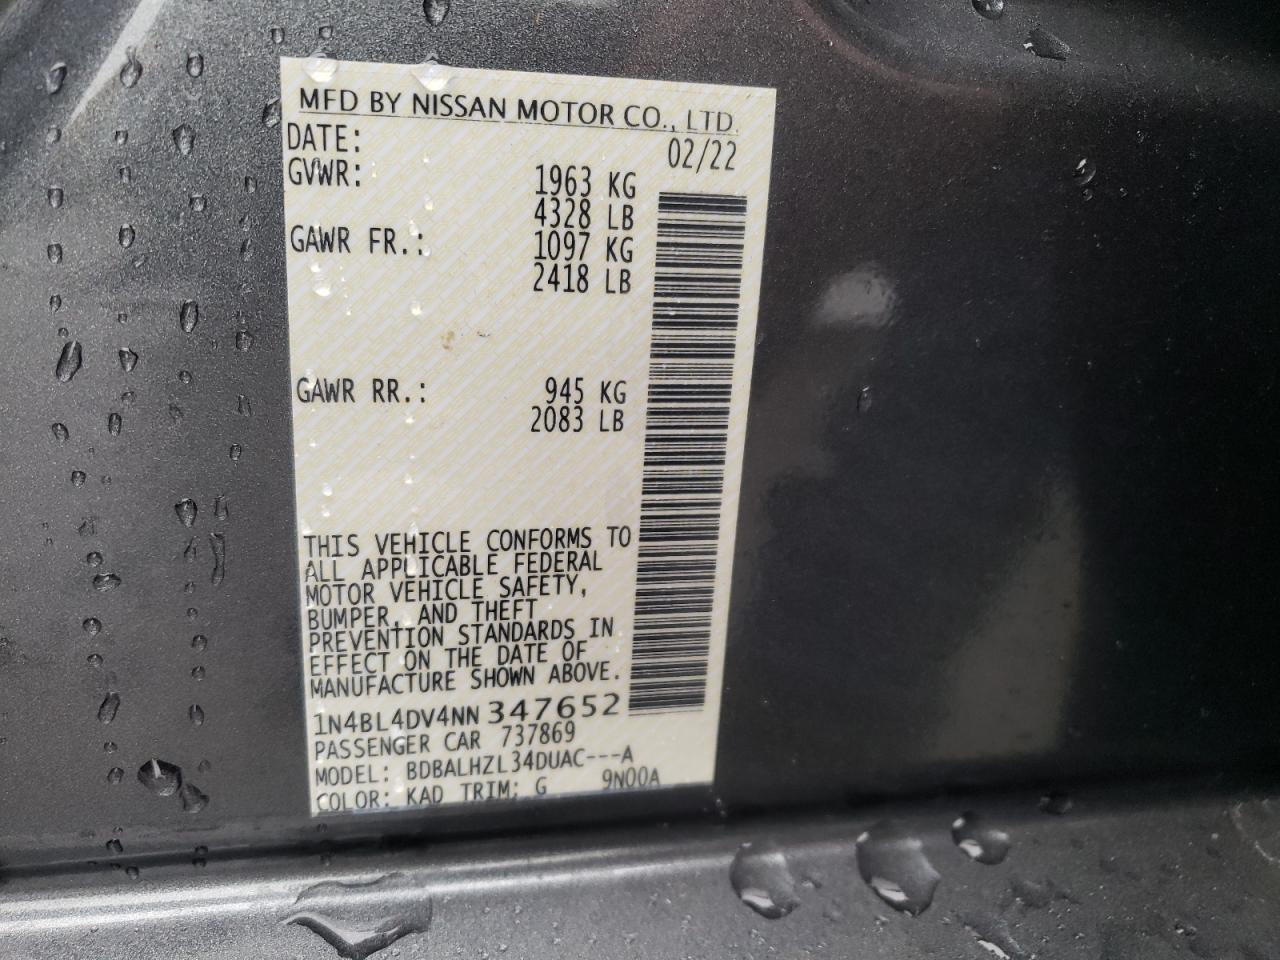 MFD BY NISSAN MOTOR CO., LTD.
DATE: 02/22
GVWR: 1963 KG
4328 LB
GAWR FR.: 1097 KG
2418 LB
GAWR RR.: 945 KG
2083 LB
THIS VEHICLE CONFORMS TO
ALL APPLICABLE FEDERAL
MOTOR VEHICLE SAFETY,
BUMPER, AND THEFT
PREVENTION STANDARDS IN
EFFECT ON THE DATE OF
MANUFACTURE SHOWN ABOVE.
1N4BL4DV4NN 347652
PASSENGER CAR 737869
MODEL: BDBALHZL34DUAC---A
COLOR: KAD TRIM: G 9N00A